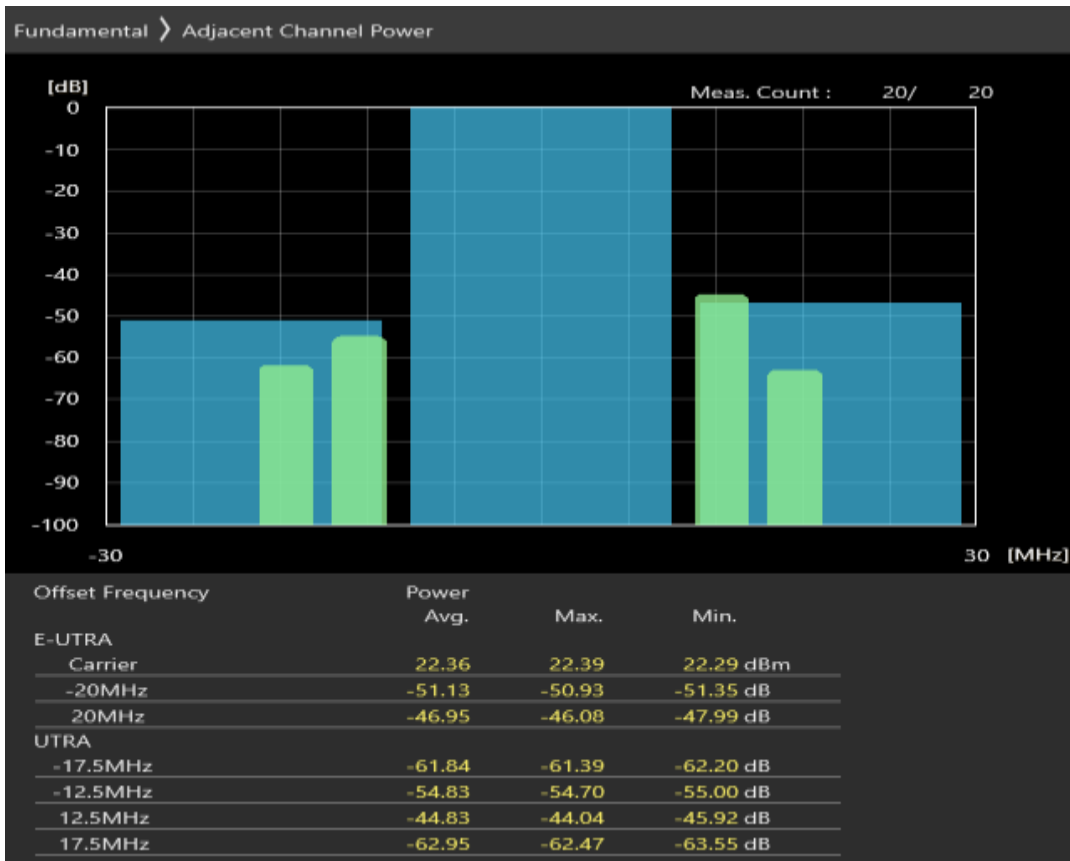 Fundamental 〉 Adjacent Channel Power
[dB]
Meas. Count : 20/ 20
0
-10
-20
-30
-40
-50
-60
-70
-80
-90
-100
-30 30 [MHz]
Offset Frequency Power
Avg. Max. Min.
E-UTRA
Carrier 22.36 22.39 22.29 dBm
-20MHz -51.13 -50.93 -51.35 dB
20MHz -46.95 -46.08 -47.99 dB
UTRA
-17.5MHz -61.84 -61.39 -62.20 dB
-12.5MHz -54.83 -54.70 -55.00 dB
12.5MHz -44.83 -44.04 -45.92 dB
17.5MHz -62.95 -62.47 -63.55 dB